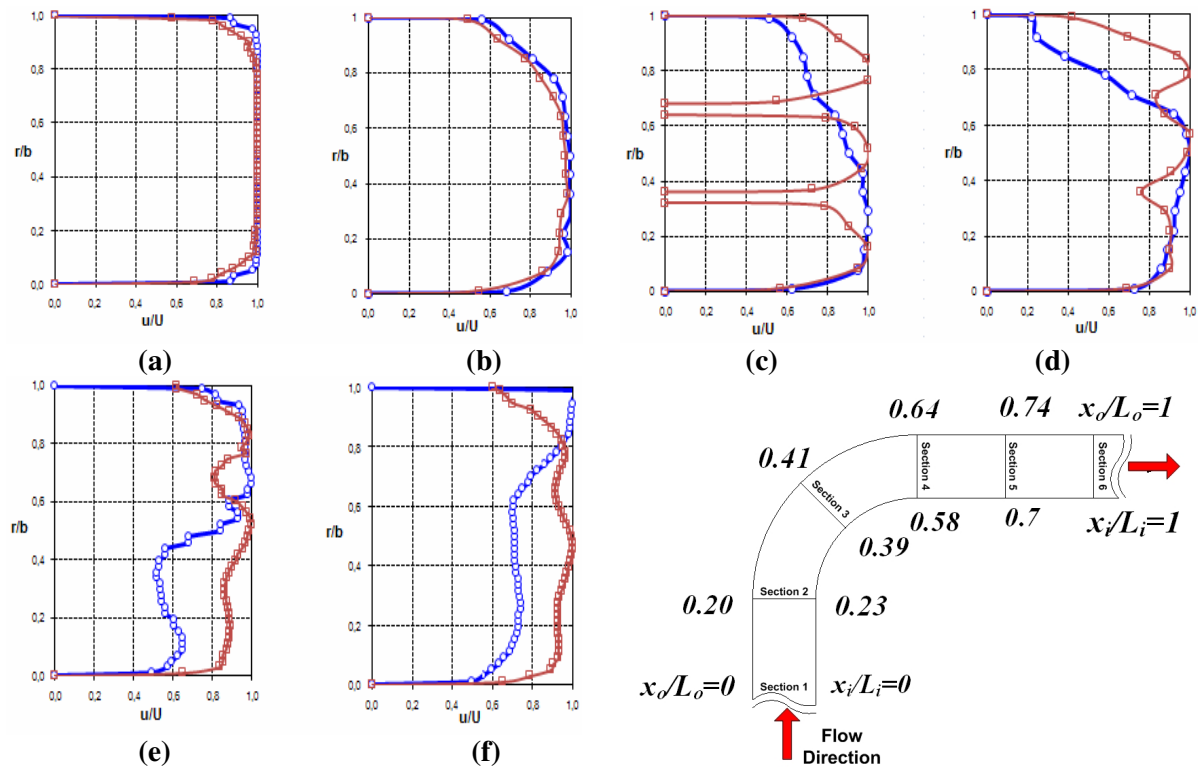 1,0
0,8
0,6
r/b
0,4
0,2
0,0
0,0 0,2 0,4 0,6 0,8 1,0
u/U
(a)
1,0
0,8
0,6
r/b
0,4
0,2
0,0
0,0 0,2 0,4 0,6 0,8 1,0
u/U
(b)
1,0
0,8
0,6
r/b
0,4
0,2
0,0
0,0 0,2 0,4 0,6 0,8 1,0
u/U
(c)
1,0
0,8
0,6
r/b
0,4
0,2
0,0
0,0 0,2 0,4 0,6 0,8 1,0
u/U
(d)
1,0
0,8
0,6
r/b
0,4
0,2
0,0
0,0 0,2 0,4 0,6 0,8 1,0
u/U
(e)
1,0
0,8
0,6
r/b
0,4
0,2
0,0
0,0 0,2 0,4 0,6 0,8 1,0
u/U
(f)
0.64 0.74 xo/Lo=1
0.41
Section 4
Section 5
Section 6
Section 3
0.58 0.7 xi/Li=1
0.39
0.20 Section 2 0.23
xo/Lo=0 Section 1 xi/Li=0
Flow
Direction